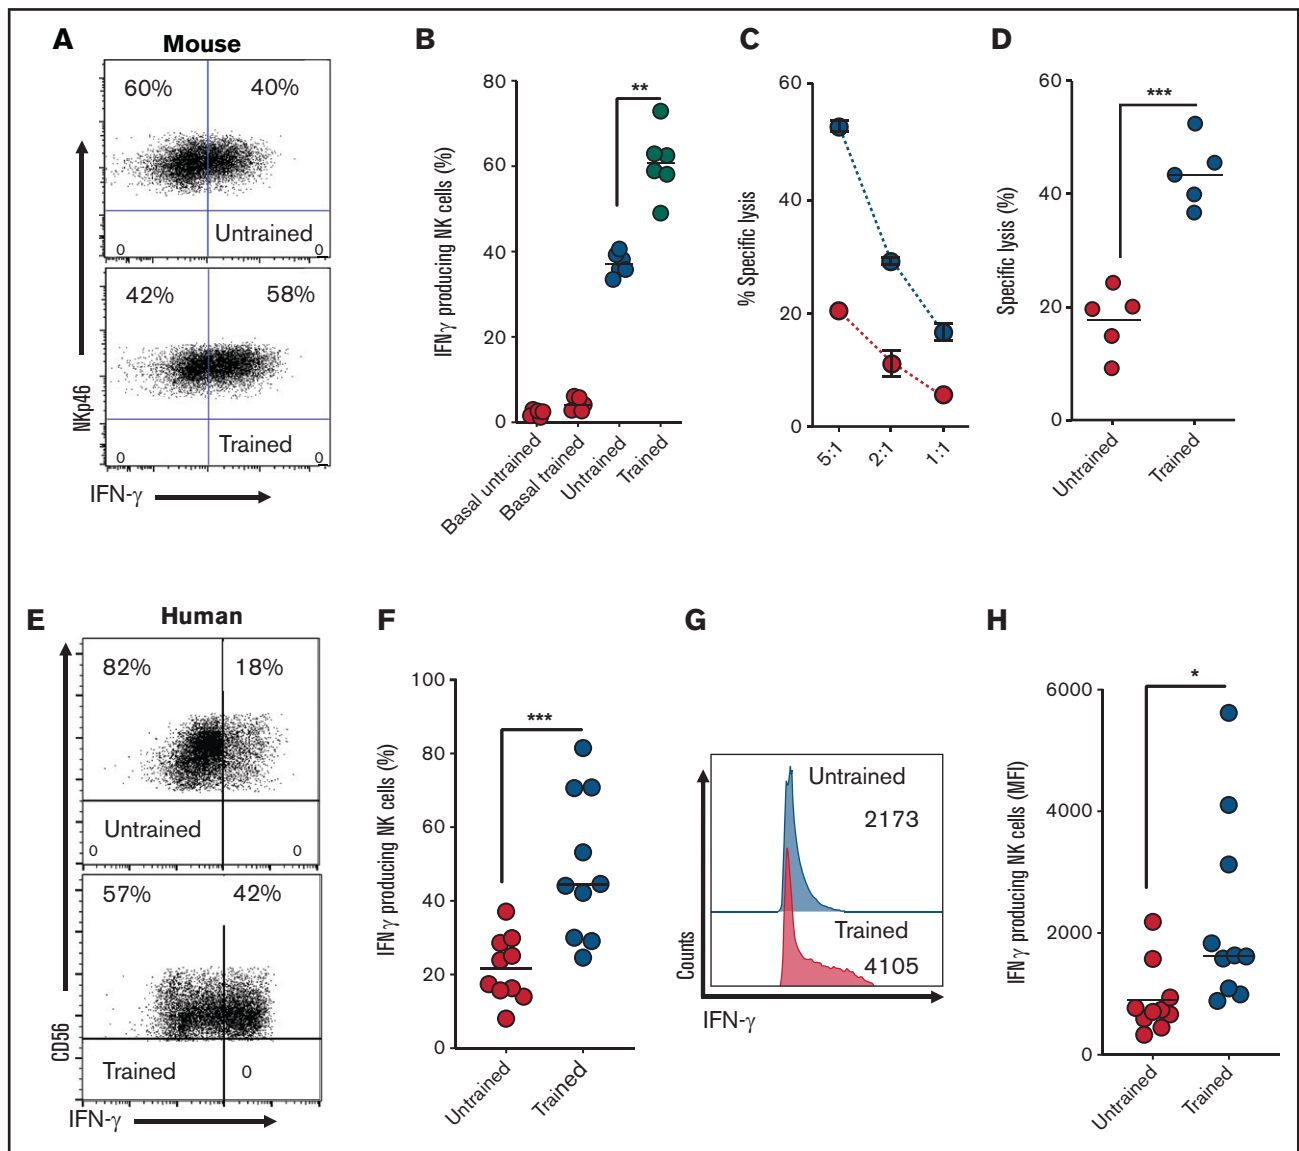 A
Mouse
60%
40%
Untrained
0
0
42%
58%
Trained
0
0
NKp46
IFN-γ
B
IFNγ producing NK cells (%)
80
60
40
20
0
**
Basal untrained
Basal trained
Untrained
Trained
C
% Specific lysis
60
40
20
0
5:1
2:1
1:1
D
Specific lysis (%)
60
40
20
0
***
Untrained
Trained
E
Human
82%
18%
Untrained
0
0
57%
42%
Trained
0
CD56
IFN-γ
F
IFNγ producing NK cells (%)
100
80
60
40
20
0
***
Untrained
Trained
G
Untrained
2173
Trained
4105
Counts
IFN-γ
H
IFNγ producing NK cells (MFI)
6000
4000
2000
0
*
Untrained
Trained